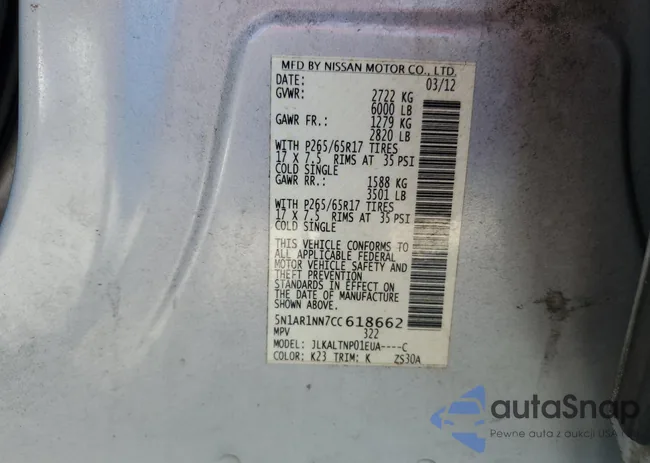 MFD BY NISSAN MOTOR CO., LTD.
DATE: 03/12
GVWR: 2722 KG
6000 LB
GAWR FR.: 1279 KG
2820 LB
WITH P265/65R17 TIRES
17 X 7.5 RIMS AT 35 PSI
COLD SINGLE
GAWR RR.: 1588 KG
3501 LB
WITH P265/65R17 TIRES
17 X 7.5 RIMS AT 35 PSI
COLD SINGLE
THIS VEHICLE CONFORMS TO
ALL APPLICABLE FEDERAL
MOTOR VEHICLE SAFETY AND
THEFT PREVENTION
STANDARDS IN EFFECT ON
THE DATE OF MANUFACTURE
SHOWN ABOVE.
5N1AR1NN7CC618662
MPV 322
MODEL: JLKALTNP01EUA----C
COLOR: K23 TRIM: K ZS30A
autaSnap
Pewne auta z aukcji USA